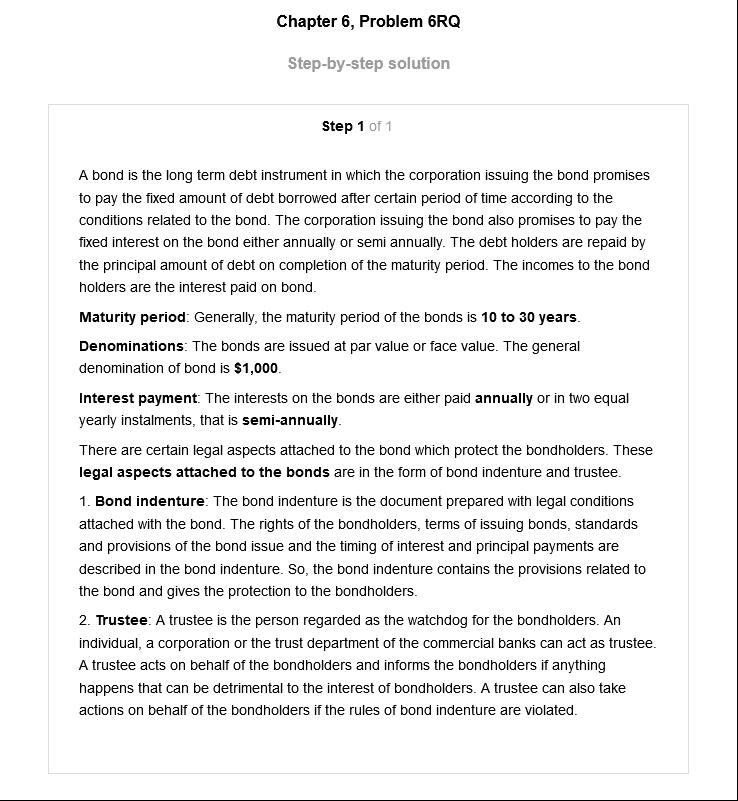 Chapter 6, Problem 6RQ
Step-by-step solution
Step 1 of 1
A bond is the long term debt instrument in which the corporation issuing the bond promises
to pay the fixed amount of debt borrowed after certain period of time according to the
conditions related to the bond. The corporation issuing the bond also promises to pay the
fixed interest on the bond either annually or semi annually. The debt holders are repaid by
the principal amount of debt on completion of the maturity period. The incomes to the bond
holders are the interest paid on bond.
Maturity period: Generally, the maturity period of the bonds is 10 to 30 years.
Denominations: The bonds are issued at par value or face value. The general
denomination of bond is $1,000.
Interest payment: The interests on the bonds are either paid annually or in two equal
yearly instalments, that is semi-annually.
There are certain legal aspects attached to the bond which protect the bondholders. These
legal aspects attached to the bonds are in the form of bond indenture and trustee.
1. Bond indenture: The bond indenture is the document prepared with legal conditions
attached with the bond. The rights of the bondholders, terms of issuing bonds, standards
and provisions of the bond issue and the timing of interest and principal payments are
described in the bond indenture. So, the bond indenture contains the provisions related to
the bond and gives the protection to the bondholders.
2. Trustee: A trustee is the person regarded as the watchdog for the bondholders. An
individual, a corporation or the trust department of the commercial banks can act as trustee.
A trustee acts on behalf of the bondholders and informs the bondholders if anything
happens that can be detrimental to the interest of bondholders. A trustee can also take
actions on behalf of the bondholders if the rules of bond indenture are violated.